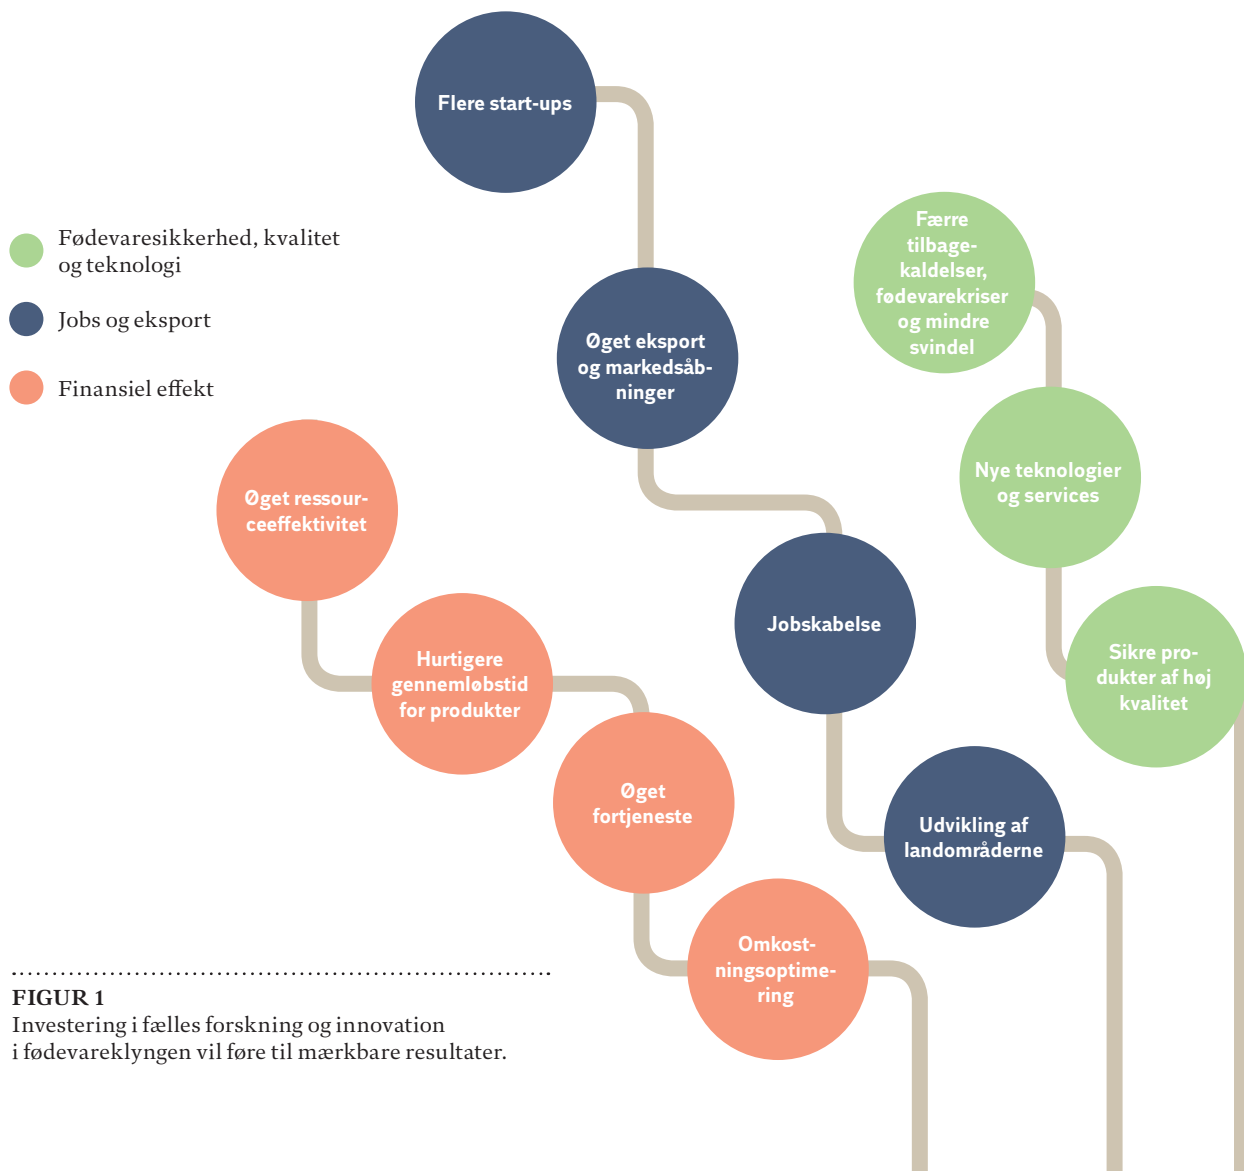 Flere start-ups
Fødevaresikkerhed, kvalitet
og teknologi
Jobs og eksport
Finansiel effekt
Færre
tilbage-
kaldelser,
fødevarekriser
og mindre
svindel
Øget eksport
og markedsåb-
ninger
Nye teknologier
og services
Øget ressour-
ceeffektivitet
Jobskabelse
Hurtigere
gennemløbstid
for produkter
Sikre pro-
dukter af høj
kvalitet
Øget
fortjeneste
Udvikling af
landområderne
Omkost-
ningsoptime-
ring
FIGUR 1
Investering i fælles forskning og innovation
i fødevareklyngen vil føre til mærkbare resultater.